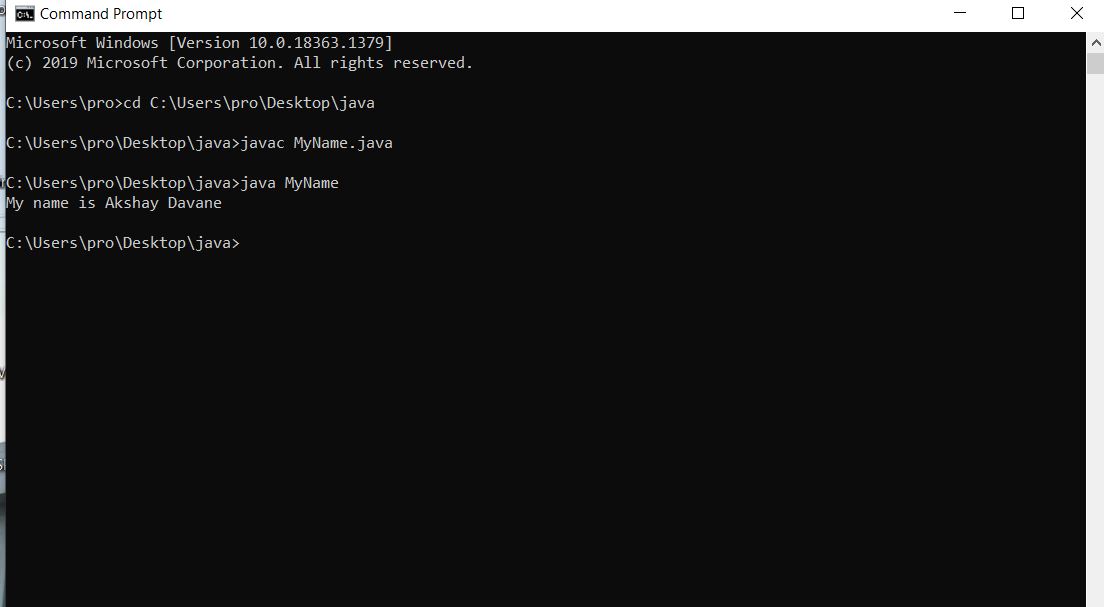 Command Prompt
Microsoft Windows [Version 10.0.18363.1379]
(c) 2019 Microsoft Corporation. All rights reserved.
C:\Users\pro>cd C:\Users\pro\Desktop\java
C:\Users\pro\Desktop\java>javac MyName.java
C:\Users\pro\Desktop\java>java MyName
My name is Akshay Davane
C:\Users\pro\Desktop\java>